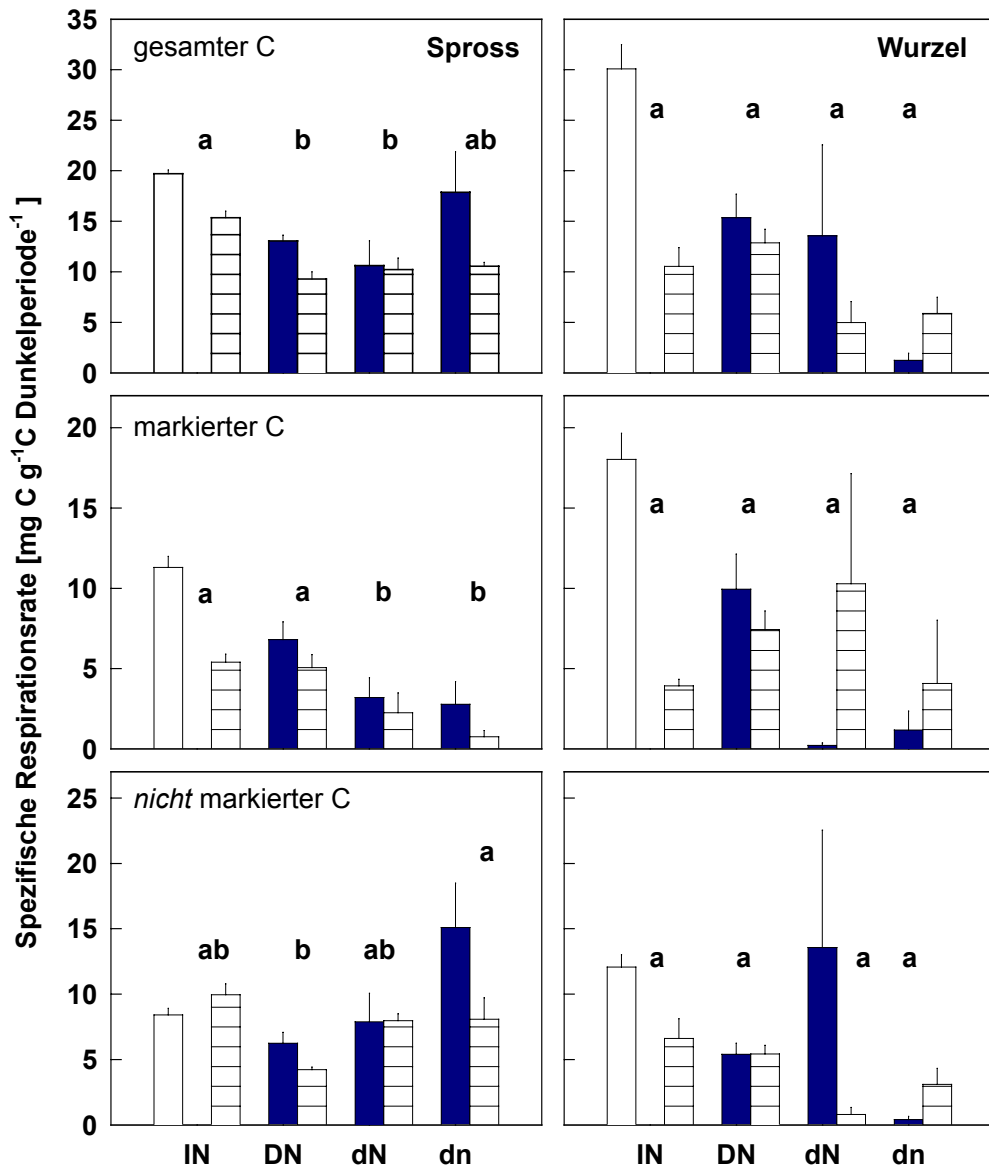 Spezifische Respirationsrate [mg C g⁻¹C Dunkelperiode⁻¹ ]
gesamter C Spross
35
30
25
20
15
10
5
0
a b b ab
Wurzel
a a a a
markierter C
20
15
10
5
0
a a b b
a a a a
nicht markierter C
25
20
15
10
5
0
ab b ab a
a a a a
IN DN dN dn
IN DN dN dn